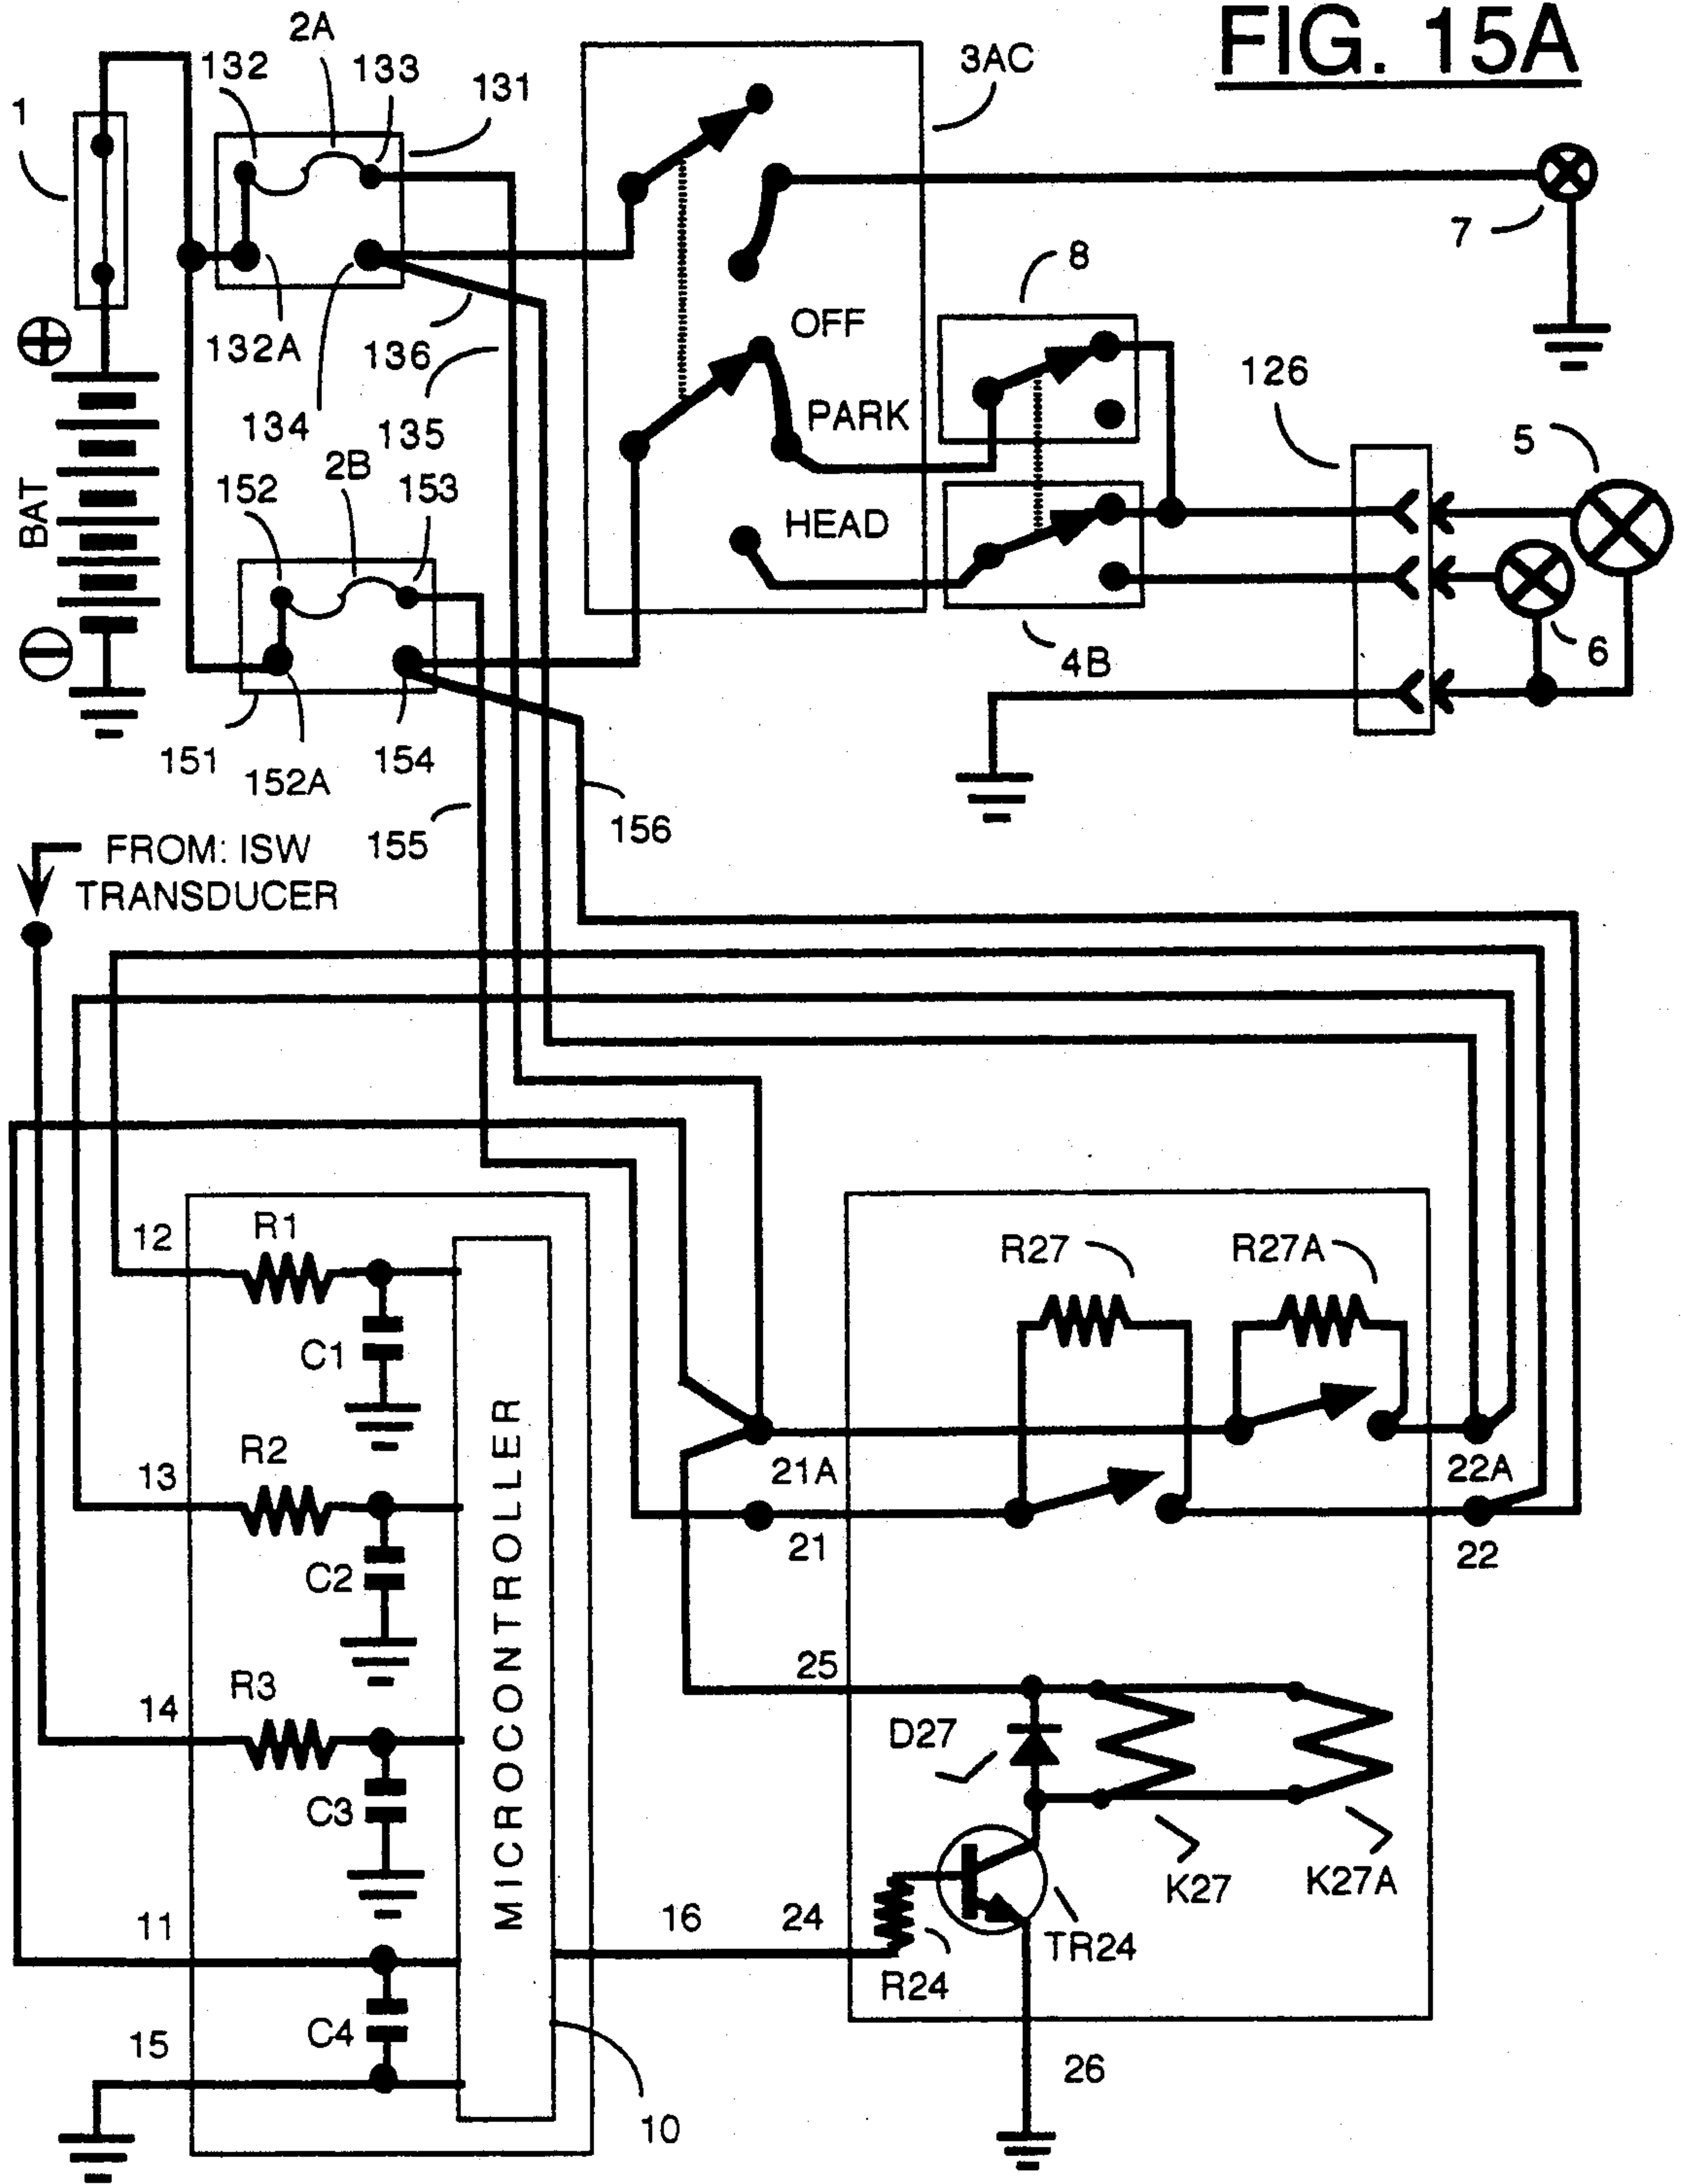 FIG. 15A
2A
132
133
131
3AC
1
7
8
132A
136
OFF
126
134
135
PARK
5
2B
152
153
BAT
HEAD
4B
6
151
152A
154
155
156
FROM: ISW
TRANSDUCER
12
R1
R27
R27A
C1
13
R2
21A
22A
21
22
C2
MICROCONTROLLER
14
R3
25
D27
C3
K27
K27A
11
16
24
TR24
R24
15
C4
26
10